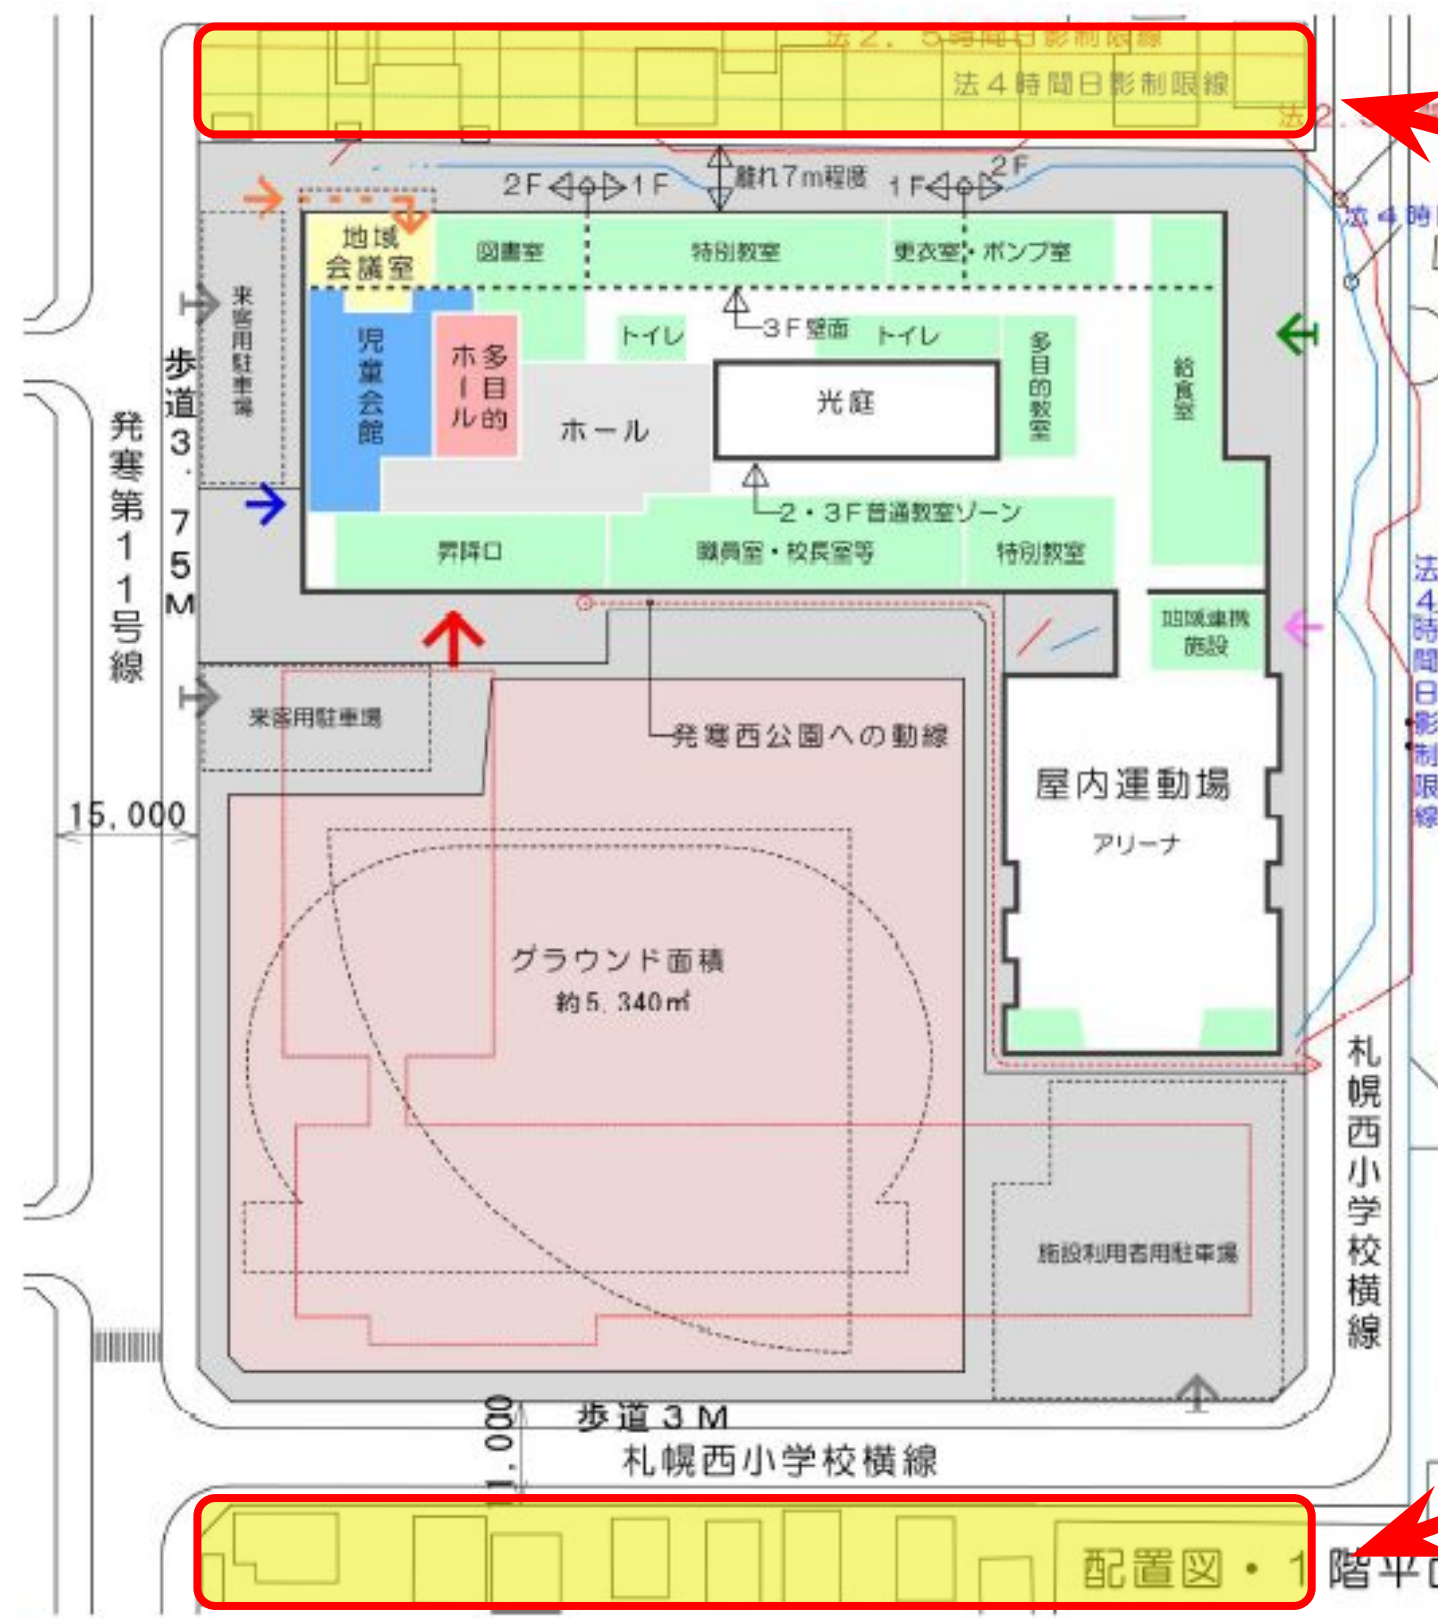 法2．5時間日影制限線
法4時間日影制限線
法2．
離れ7m程度
2F 1F
1F 2F
法4時
地域
会議室
図書室
特別教室
更衣室・ポンプ室
来客用駐車場
歩道3．75M
発寒第11号線
児童会館
多目的
ホール
トイレ
3F壁面
トイレ
多目的教室
給食室
光庭
ホール
2・3F普通教室ゾーン
昇降口
職員室・校長室等
特別教室
法4時間日影制限線
地域連携
施設
来客用駐車場
発寒西公園への動線
屋内運動場
アリーナ
15,000
グラウンド面積
約5,340㎡
札幌西小学校横線
施設利用者用駐車場
歩道3M
札幌西小学校横線
配置図・1階平